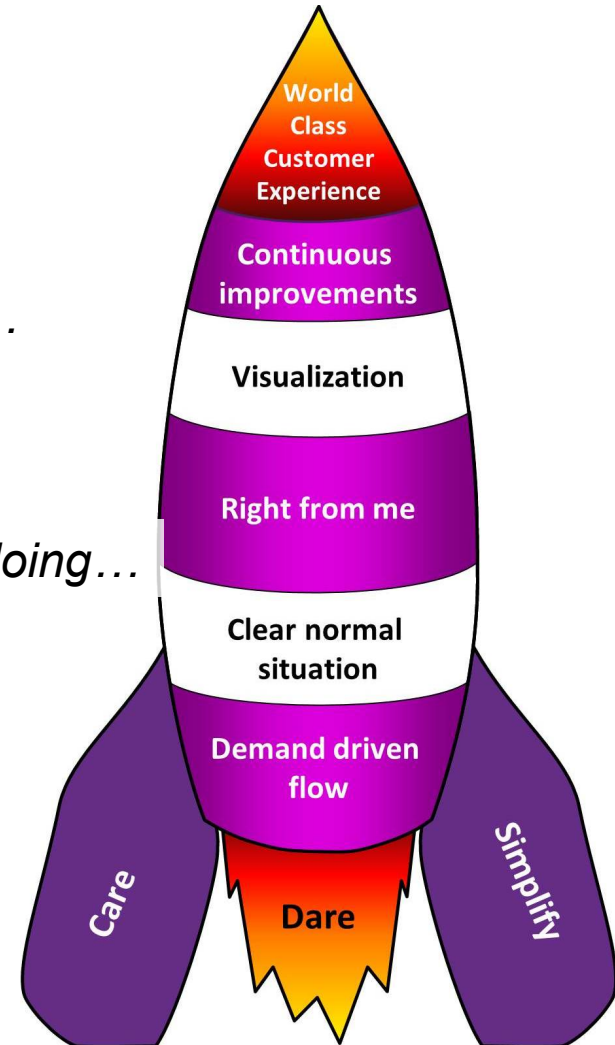 World
Class
Customer
Experience
Continuous
improvements
...
Visualization
Right from me
loing...
Clear normal
situation
Demand driven
flow
Care
Dare
Simplify